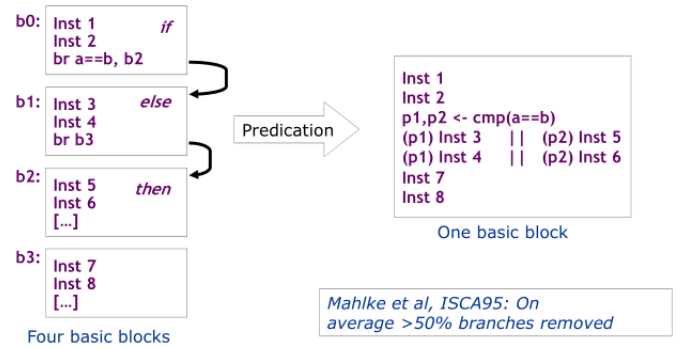 b0:
Inst 1 if
Inst 2
br a==b, b2
b1:
Inst 3 else
Inst 4
br b3
b2:
Inst 5 then
Inst 6
[...]
b3:
Inst 7
Inst 8
[...]
Four basic blocks
Predication
Inst 1
Inst 2
p1,p2 <- cmp(a==b)
(p1) Inst 3 || (p2) Inst 5
(p1) Inst 4 || (p2) Inst 6
Inst 7
Inst 8
One basic block
Mahlke et al, ISCA95: On
average >50% branches removed